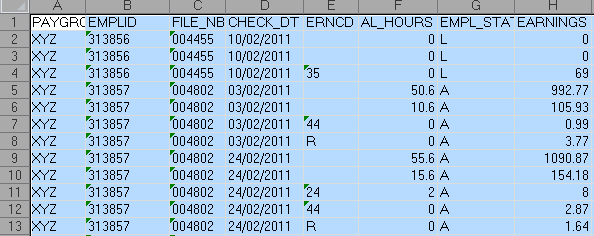 A B C D E F G H
1 PAYGRO EMPLID FILE_NB CHECK_DT ERNCD AL_HOURS EMPL_STAT EARNINGS
2 XYZ 313856 004455 10/02/2011 0 L 0
3 XYZ 313856 004455 10/02/2011 0 L 0
4 XYZ 313856 004455 10/02/2011 35 0 L 69
5 XYZ 313857 004802 03/02/2011 50.6 A 992.77
6 XYZ 313857 004802 03/02/2011 10.6 A 105.93
7 XYZ 313857 004802 03/02/2011 44 0 A 0.99
8 XYZ 313857 004802 03/02/2011 R 0 A 3.77
9 XYZ 313857 004802 24/02/2011 55.6 A 1090.87
10 XYZ 313857 004802 24/02/2011 15.6 A 154.18
11 XYZ 313857 004802 24/02/2011 24 2 A 8
12 XYZ 313857 004802 24/02/2011 44 0 A 2.87
13 XYZ 313857 004802 24/02/2011 R 0 A 1.64